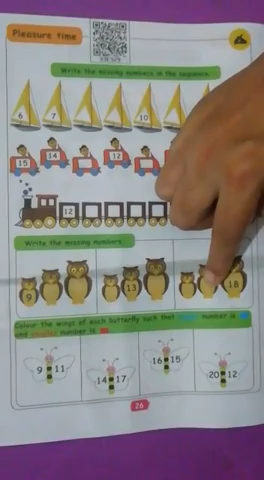 Pleasure time
Write the missing numbers in the sequence.
6 7 10
15 14 12
12
Write the missing numbers.
9 13 18
Colour the wings of each butterfly such that number is
and smaller number is
9 11 14 17 16 15 20 12
26